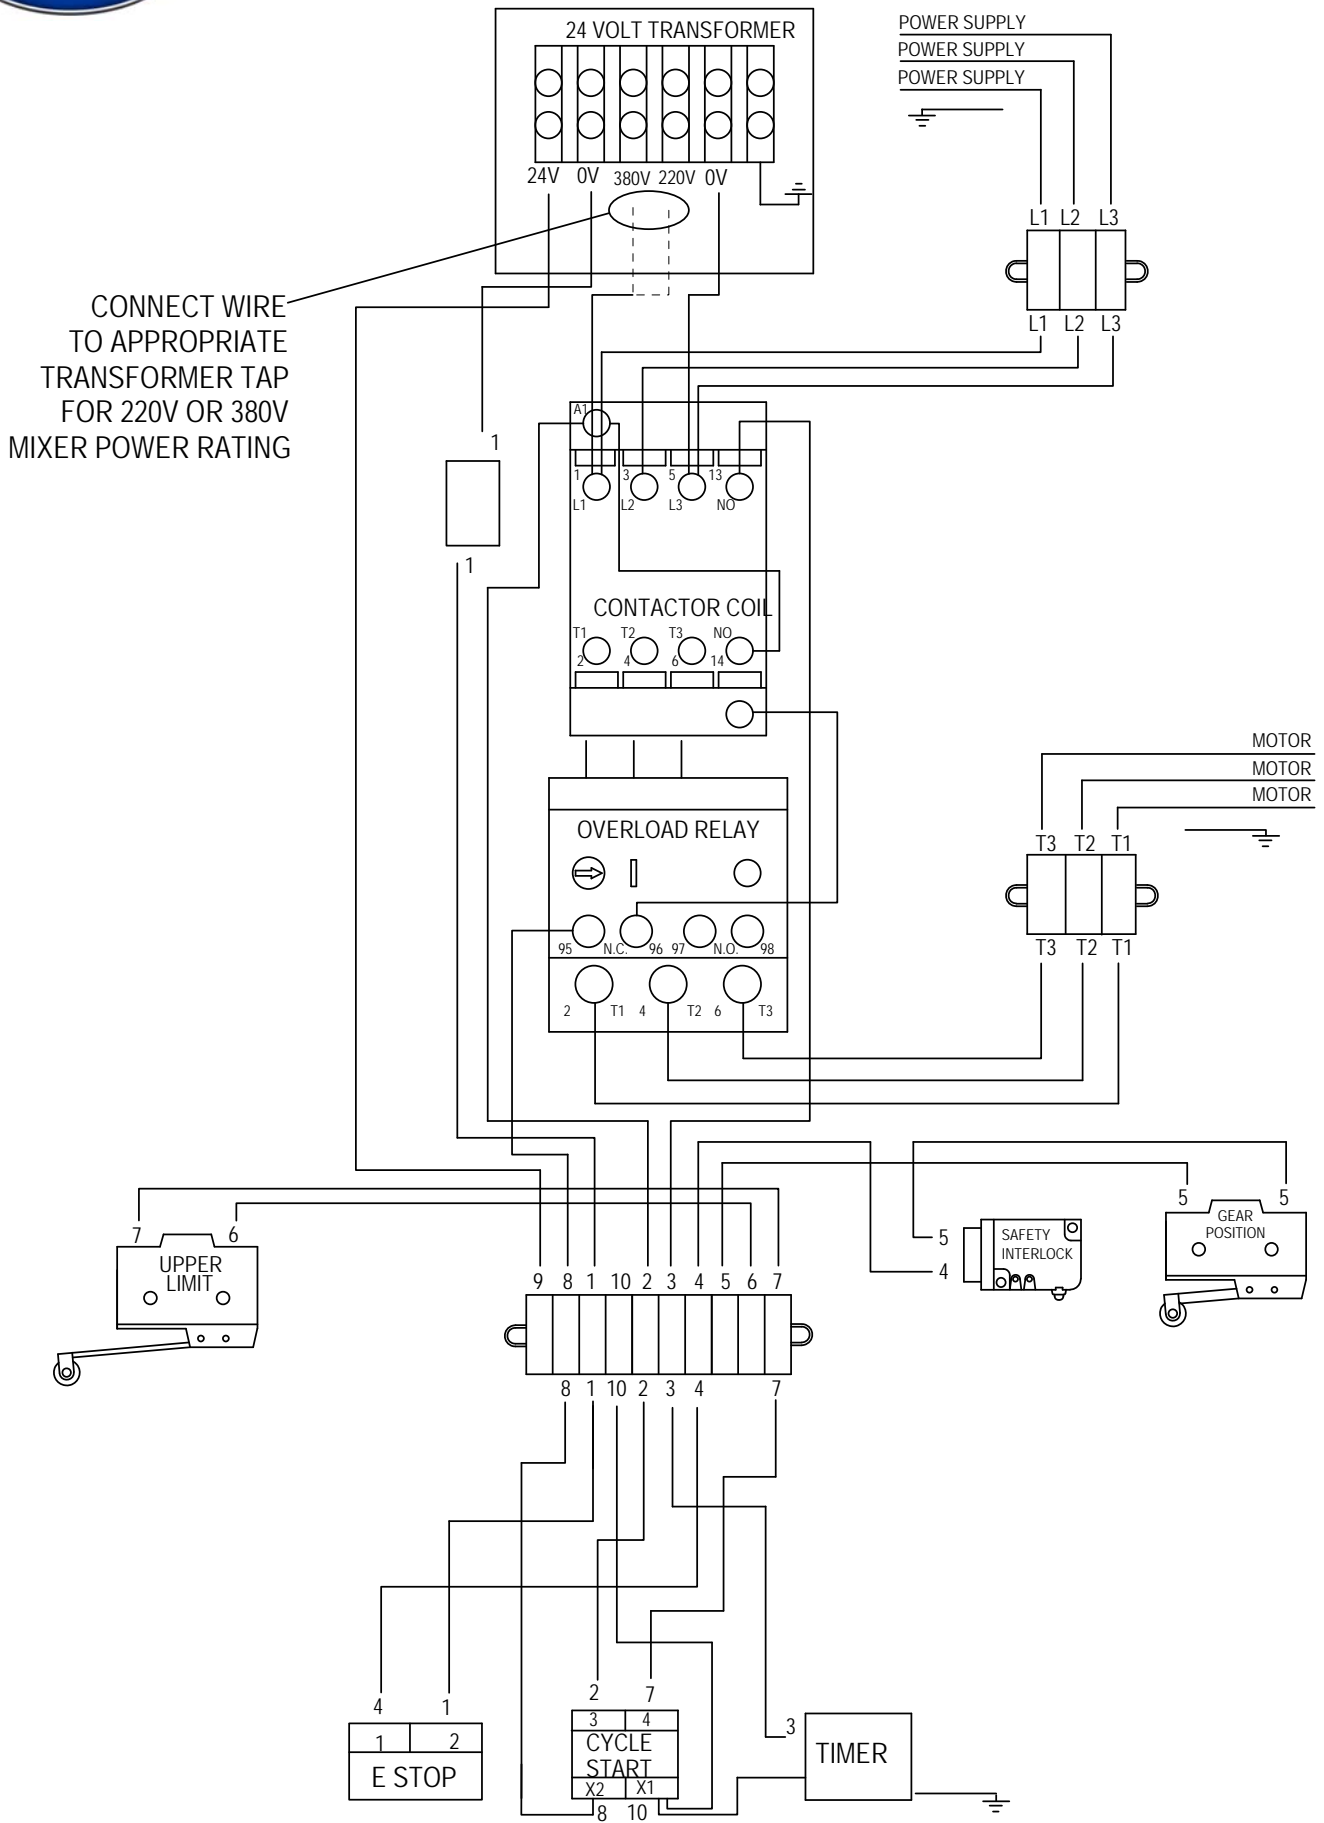 24 VOLT TRANSFORMER
POWER SUPPLY
POWER SUPPLY
POWER SUPPLY
24V 0V 380V 220V 0V
L1 L2 L3
CONNECT WIRE
TO APPROPRIATE
TRANSFORMER TAP
FOR 220V OR 380V
MIXER POWER RATING
L1 L2 L3
A1
1
1 3 5 13
L1 L2 L3 NO
1
CONTACTOR COIL
T1 T2 T3 NO
2 4 6 14
MOTOR
MOTOR
MOTOR
OVERLOAD RELAY
T3 T2 T1
95 N.C. 96 97 N.O. 98
T3 T2 T1
2 T1 4 T2 6 T3
7 6
5 5
UPPER
LIMIT
5
4
SAFETY
INTERLOCK
GEAR
POSITION
9 8 1 10 2 3 4 5 6 7
8 1 10 2 3 4 7
4 1
1 2
E STOP
2 7
3 4
CYCLE
START
X2 X1
8 10
3
TIMER